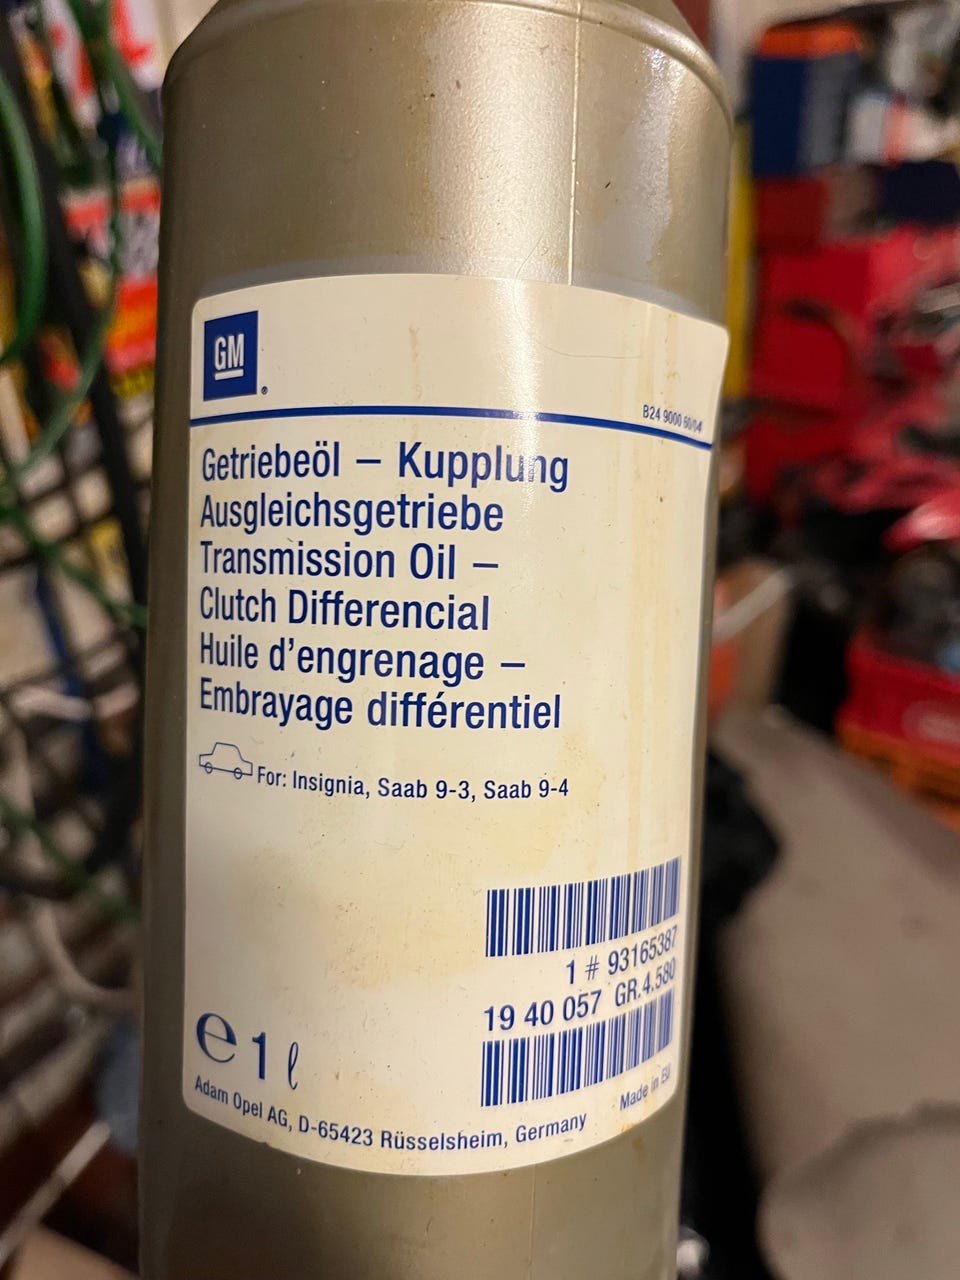 GM
®
B24 9000 60/04
Getriebeöl – Kupplung
Ausgleichsgetriebe
Transmission Oil –
Clutch Differencial
Huile d'engrenage –
Embrayage différentiel
For: Insignia, Saab 9-3, Saab 9-4
1 # 93165387
19 40 057 GR.4.580
e 1 ℓ
Made in EU
Adam Opel AG, D-65423 Rüsselsheim, Germany